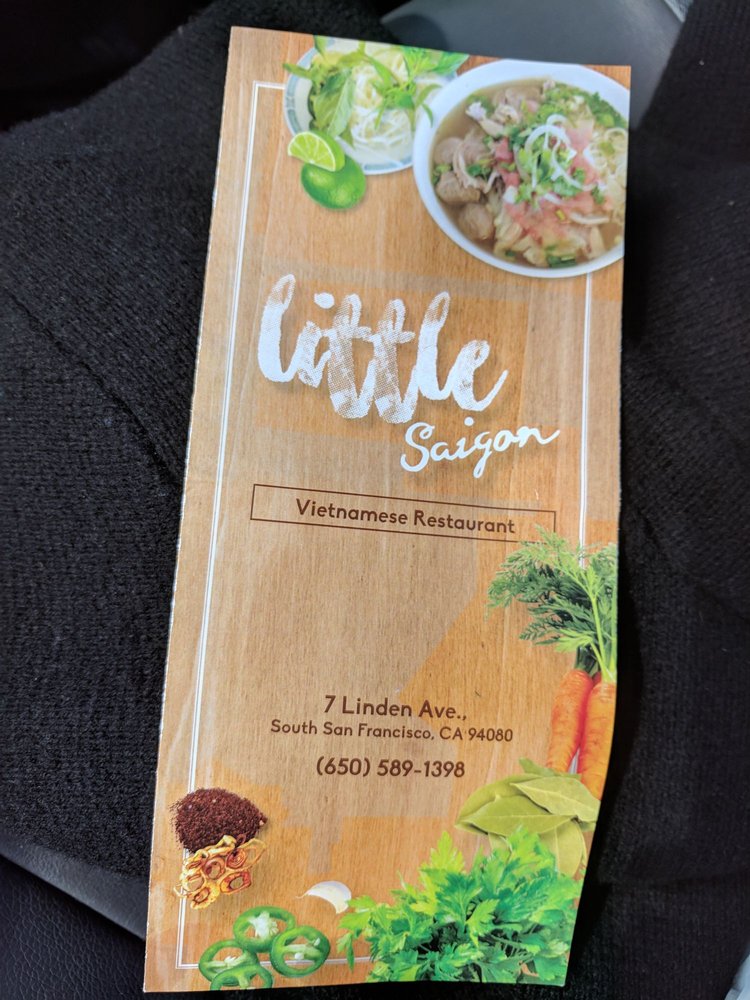 little
Saigon
Vietnamese Restaurant
7 Linden Ave.,
South San Francisco, CA 94080
(650) 589-1398